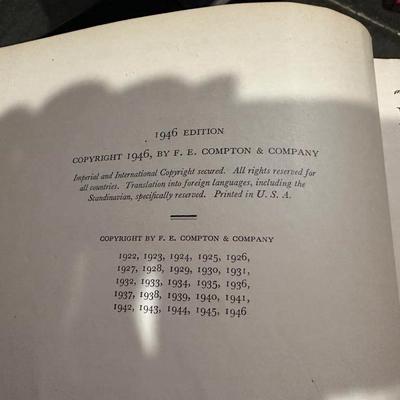 1946 EDITION
COPYRIGHT 1946, BY F. E. COMPTON & COMPANY
Imperial and International Copyright secured. All rights reserved for
all countries. Translation into foreign languages, including the
Scandinavian, specifically reserved. Printed in U. S. A.
COPYRIGHT BY F. E. COMPTON & COMPANY
1922, 1923, 1924, 1925, 1926,
1927, 1928, 1929, 1930, 1931,
1932, 1933, 1934, 1935, 1936,
1937, 1938, 1939, 1940, 1941,
1942, 1943, 1944, 1945, 1946